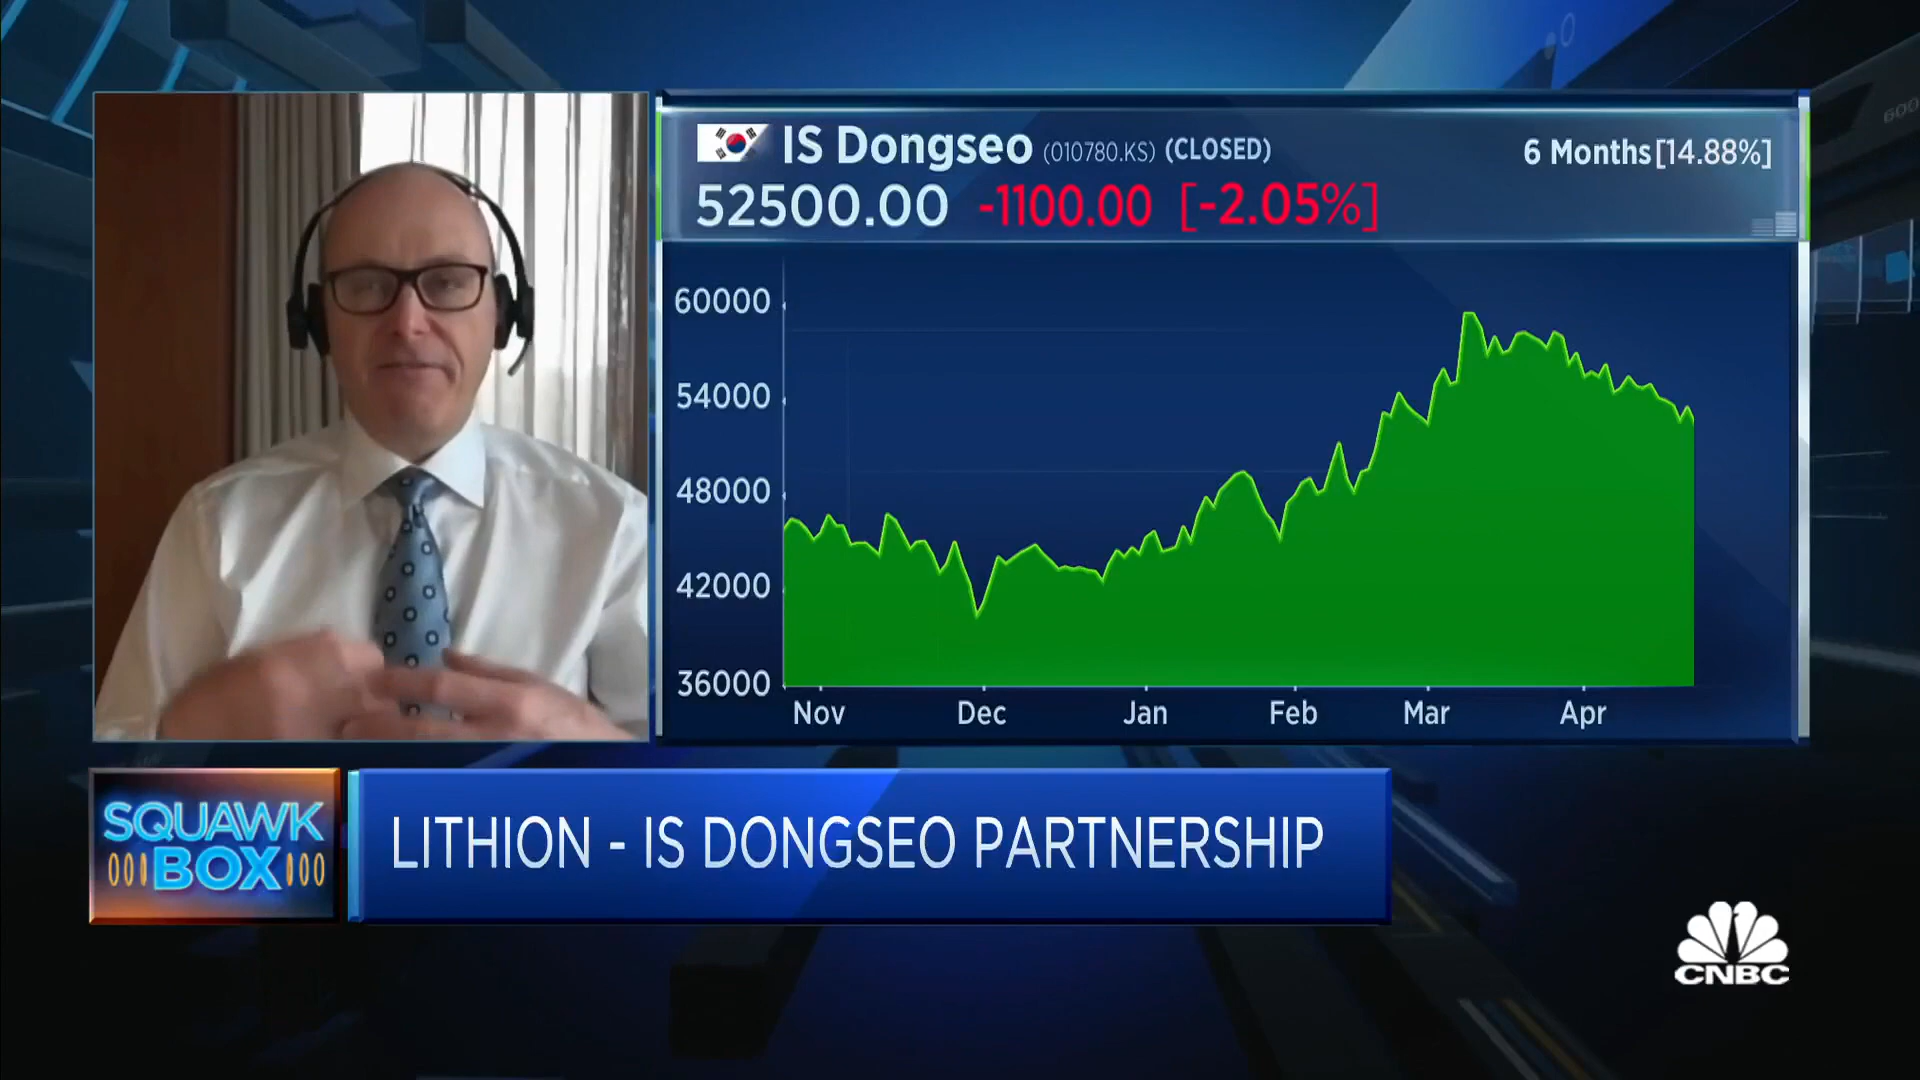 IS Dongseo (010780.KS) (CLOSED)
6 Months[14.88%]
52500.00 -1100.00 [-2.05%]
60000
54000
48000
42000
36000
Nov Dec Jan Feb Mar Apr
SQUAWK
BOX
LITHION - IS DONGSEO PARTNERSHIP
CNBC
600